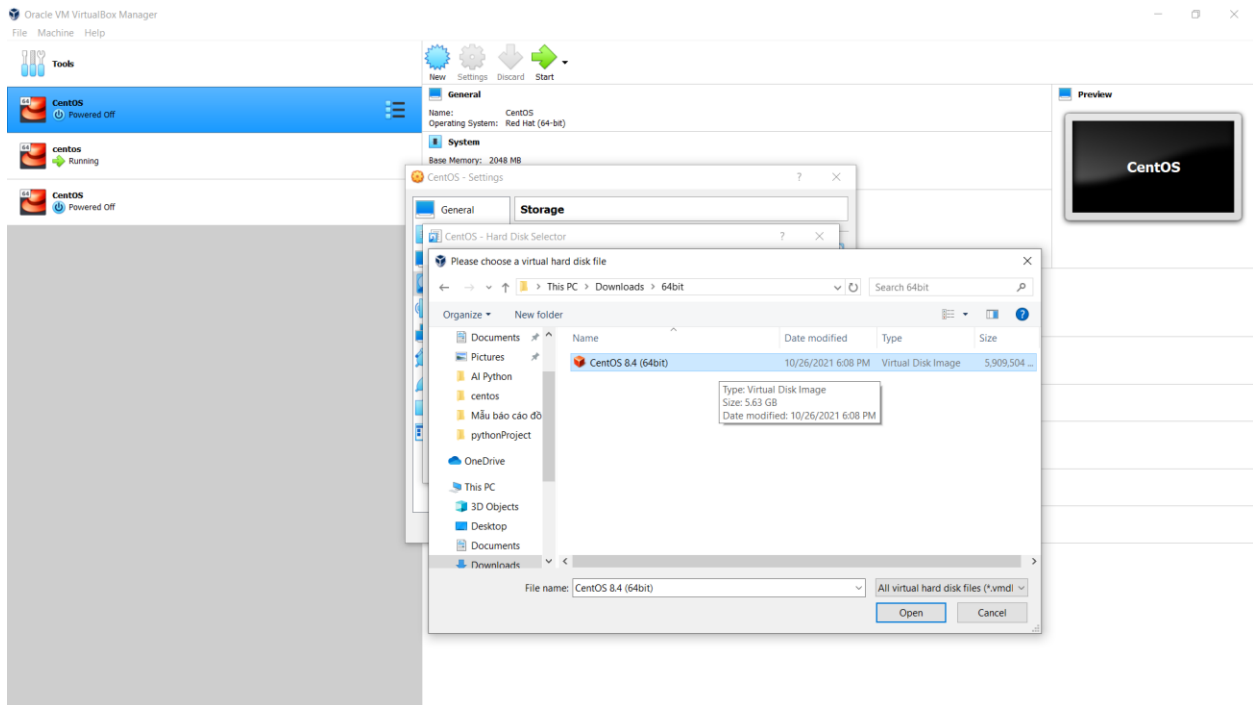 Oracle VM VirtualBox Manager
File Machine Help
Tools
64 CentOS
Powered Off
64 centos
Running
64 CentOS
Powered Off
New Settings Discard Start
General
Name: CentOS
Operating System: Red Hat (64-bit)
System
Base Memory: 2048 MB
Preview
CentOS
CentOS - Settings ?
General Storage
CentOS - Hard Disk Selector ?
Please choose a virtual hard disk file
> This PC > Downloads > 64bit
Search 64bit
Organize New folder
Name Date modified Type Size
CentOS 8.4 (64bit) 10/26/2021 6:08 PM Virtual Disk Image 5,909,504 ...
Type: Virtual Disk Image
Size: 5.63 GB
Date modified: 10/26/2021 6:08 PM
Documents
Pictures
AI Python
centos
Mẫu báo cáo đồ
pythonProject
OneDrive
This PC
3D Objects
Desktop
Documents
Downloads
File name: CentOS 8.4 (64bit)
All virtual hard disk files (*.vmd
Open Cancel